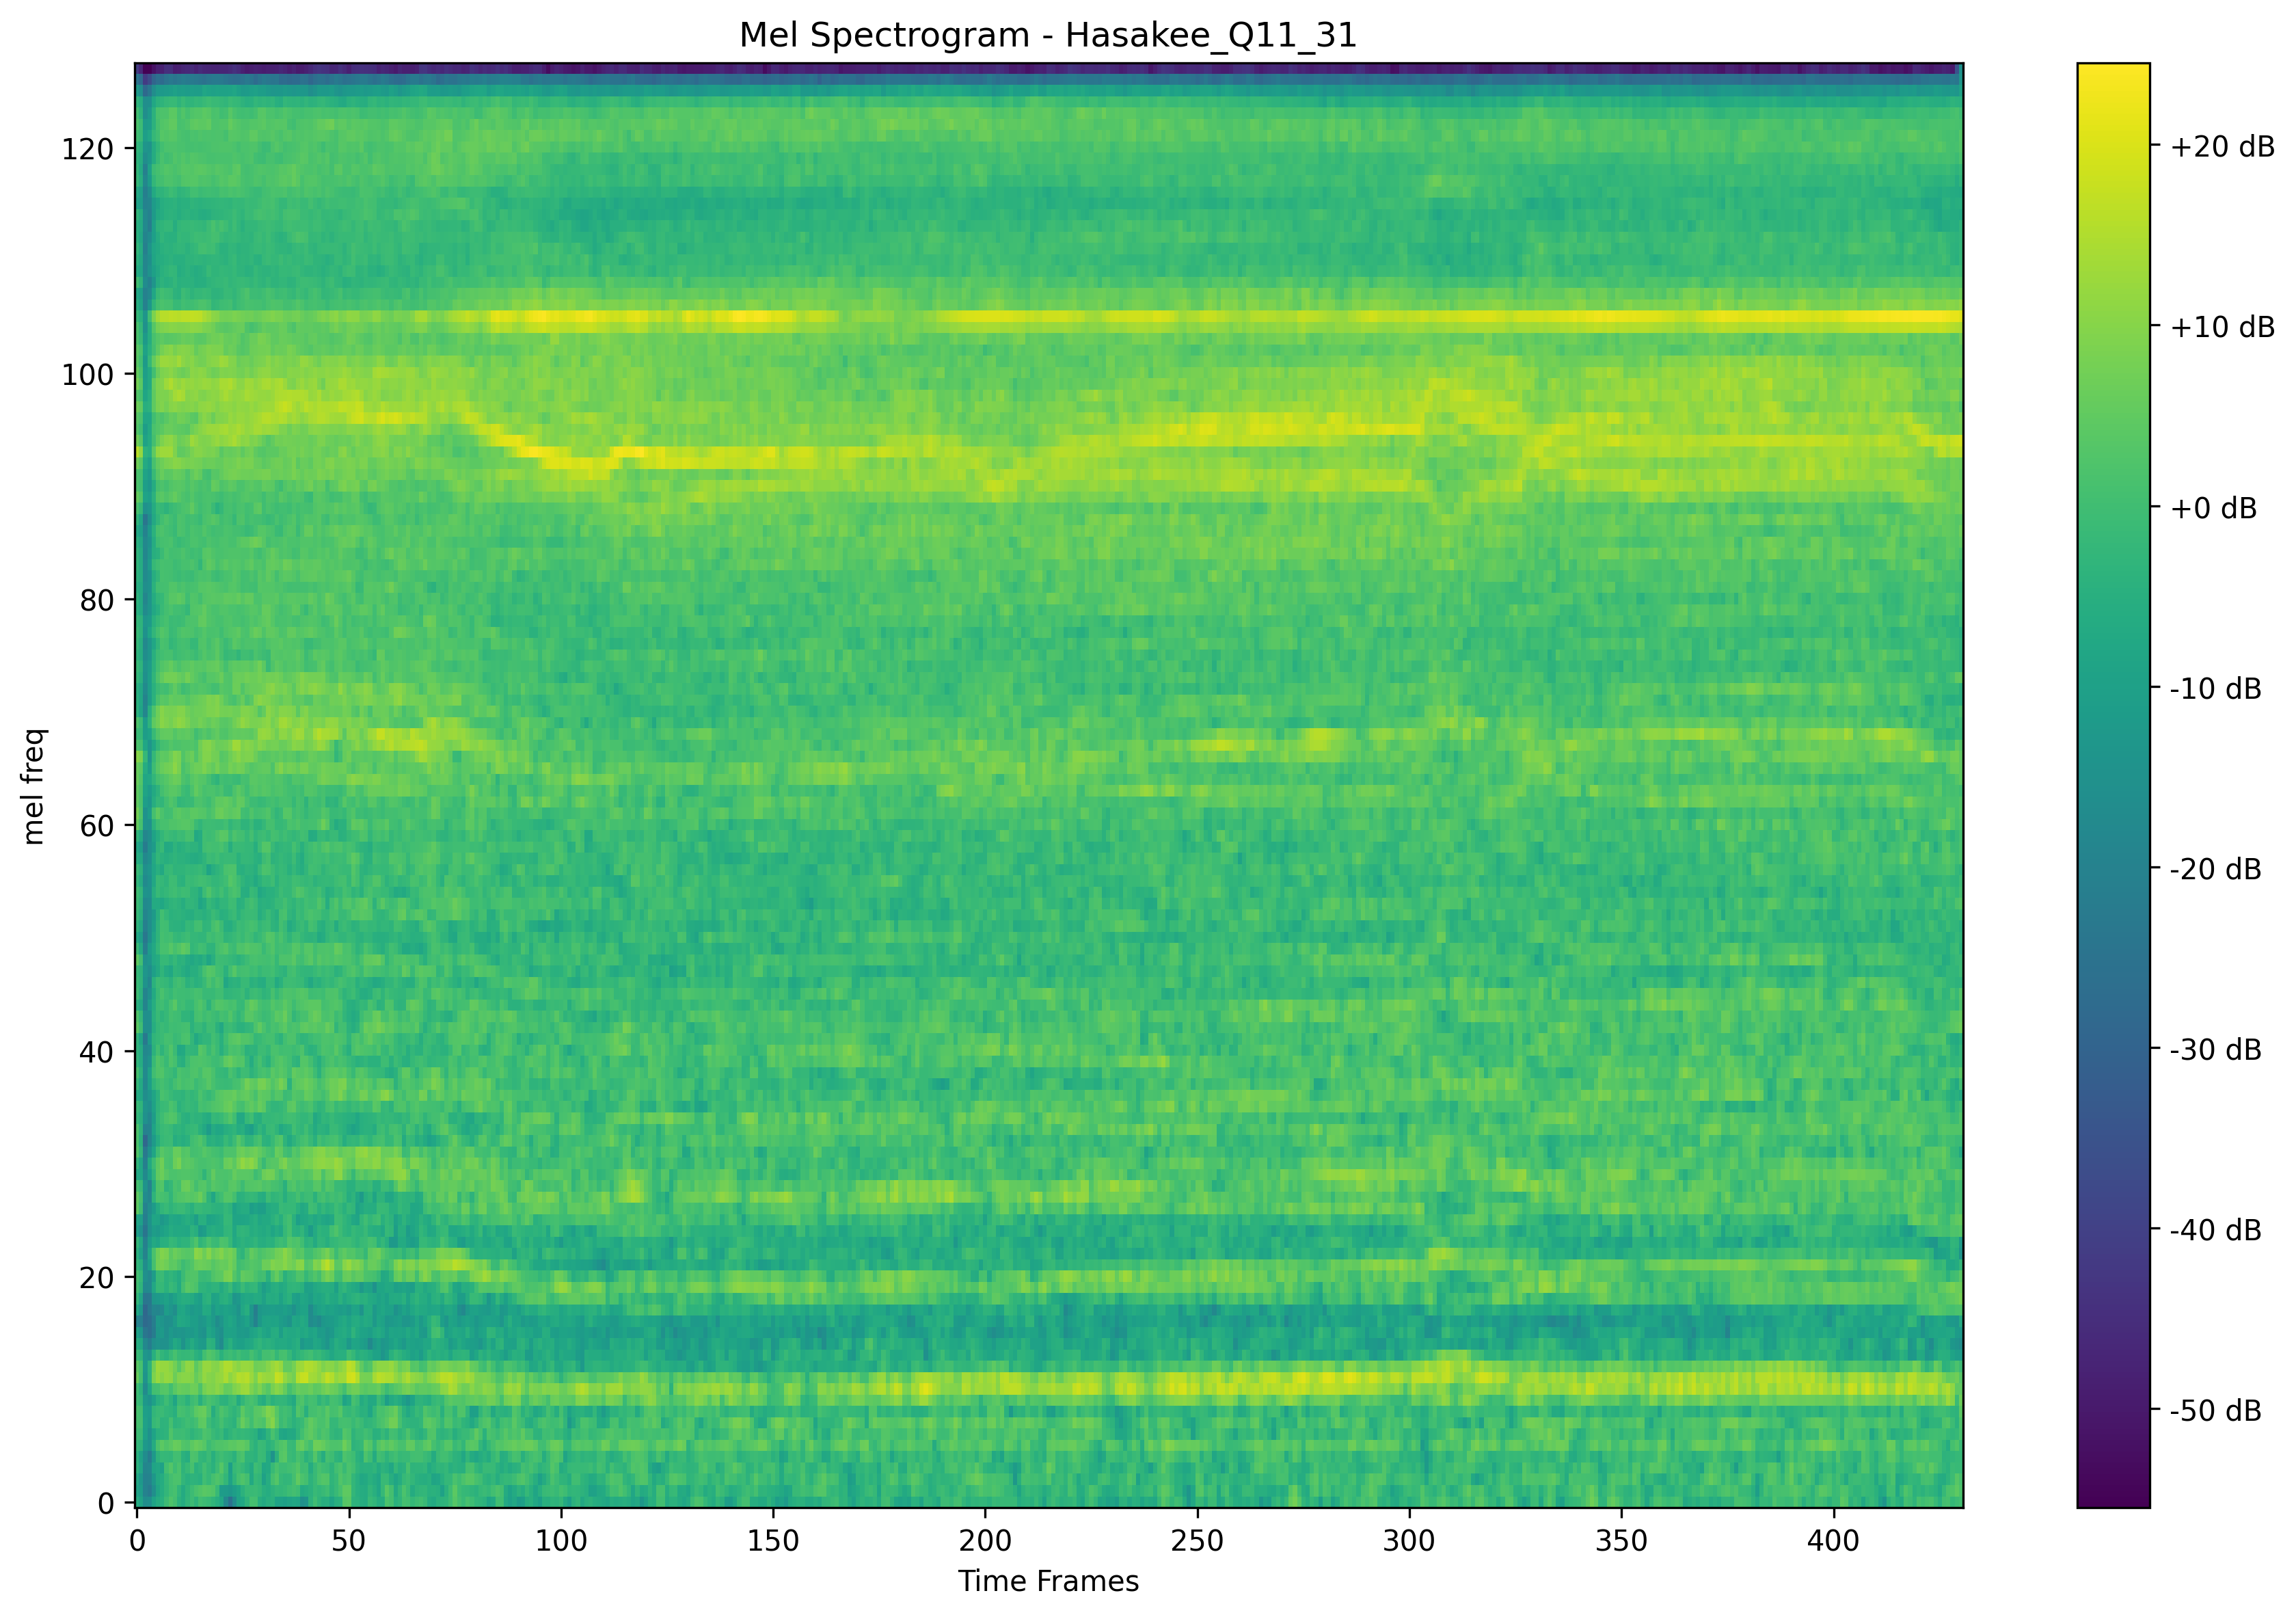 Mel Spectrogram - Hasakee_Q11_31
mel freq
120
100
80
60
40
20
0
0 50 100 150 200 250 300 350 400
Time Frames
+20 dB
+10 dB
+0 dB
-10 dB
-20 dB
-30 dB
-40 dB
-50 dB